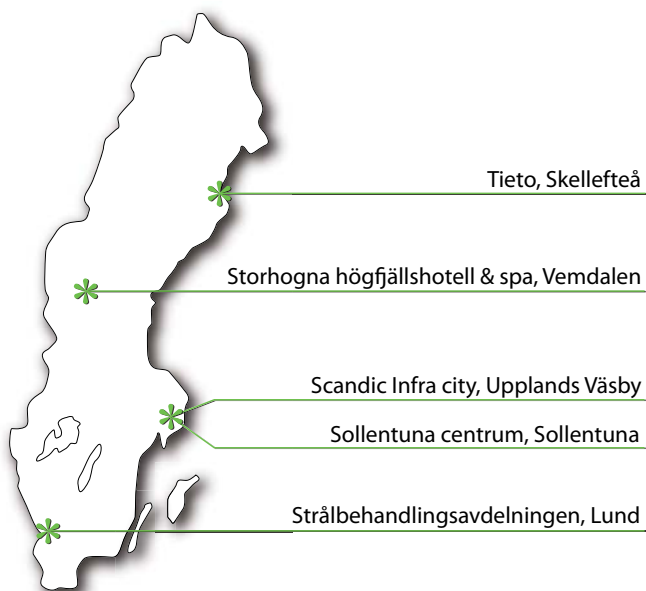 Tieto, Skellefteå
Storhogna högfjällshotell & spa, Vemdalen
Scandic Infra city, Upplands Väsby
Sollentuna centrum, Sollentuna
Strålbehandlingsavdelningen, Lund